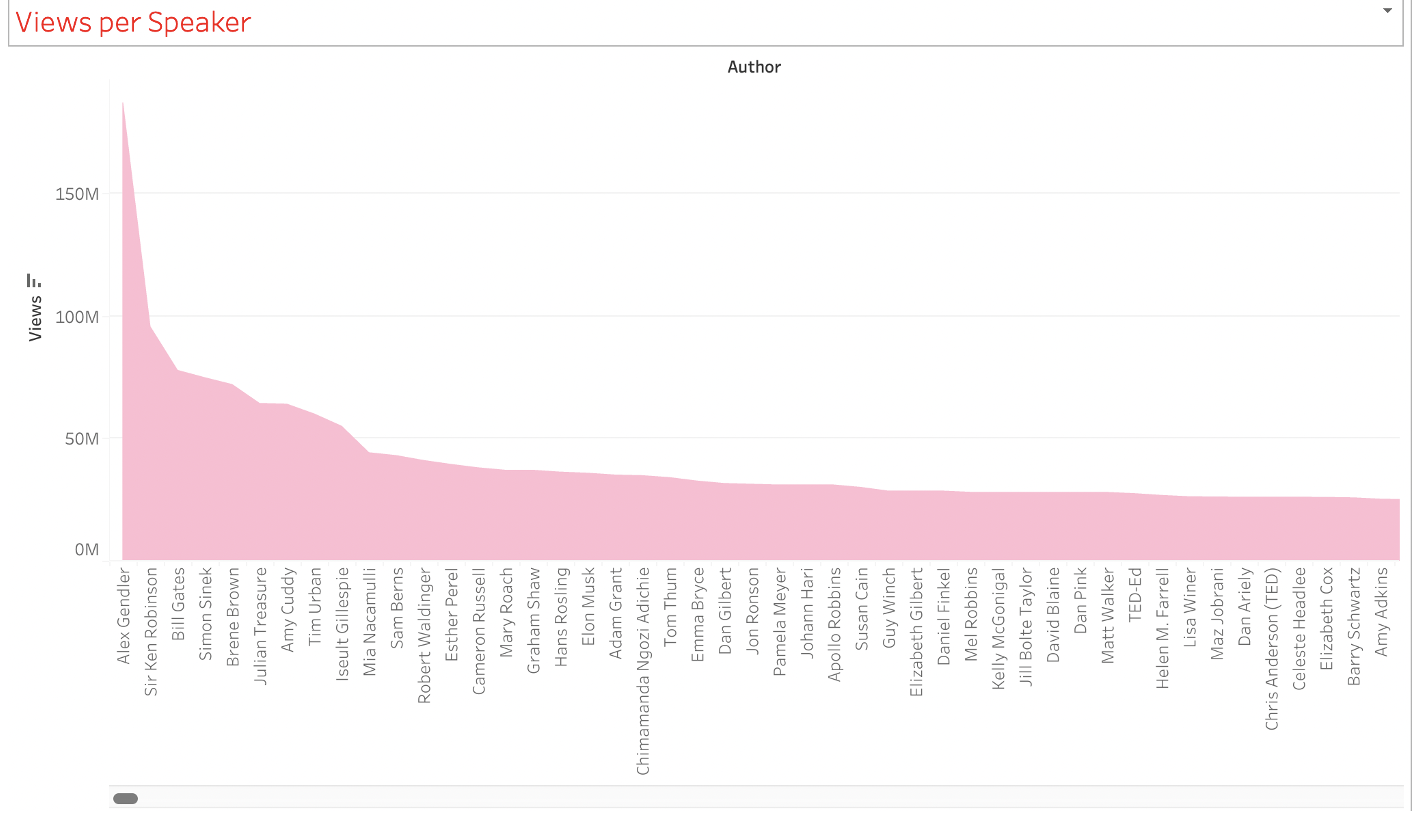 Views per Speaker
Author
Views
150M
100M
50M
0M
Alex Gendler
Sir Ken Robinson
Bill Gates
Simon Sinek
Brene Brown
Julian Treasure
Amy Cuddy
Tim Urban
Iseult Gillespie
Mia Nacamulli
Sam Berns
Robert Waldinger
Esther Perel
Cameron Russell
Mary Roach
Graham Shaw
Hans Rosling
Elon Musk
Adam Grant
Chimamanda Ngozi Adichie
Tom Thum
Emma Bryce
Dan Gilbert
Jon Ronson
Pamela Meyer
Johann Hari
Apollo Robbins
Susan Cain
Guy Winch
Elizabeth Gilbert
Daniel Finkel
Mel Robbins
Kelly McGonigal
Jill Bolte Taylor
David Blaine
Dan Pink
Matt Walker
TED-Ed
Helen M. Farrell
Lisa Winer
Maz Jobrani
Dan Ariely
Chris Anderson (TED)
Celeste Headlee
Elizabeth Cox
Barry Schwartz
Amy Adkins